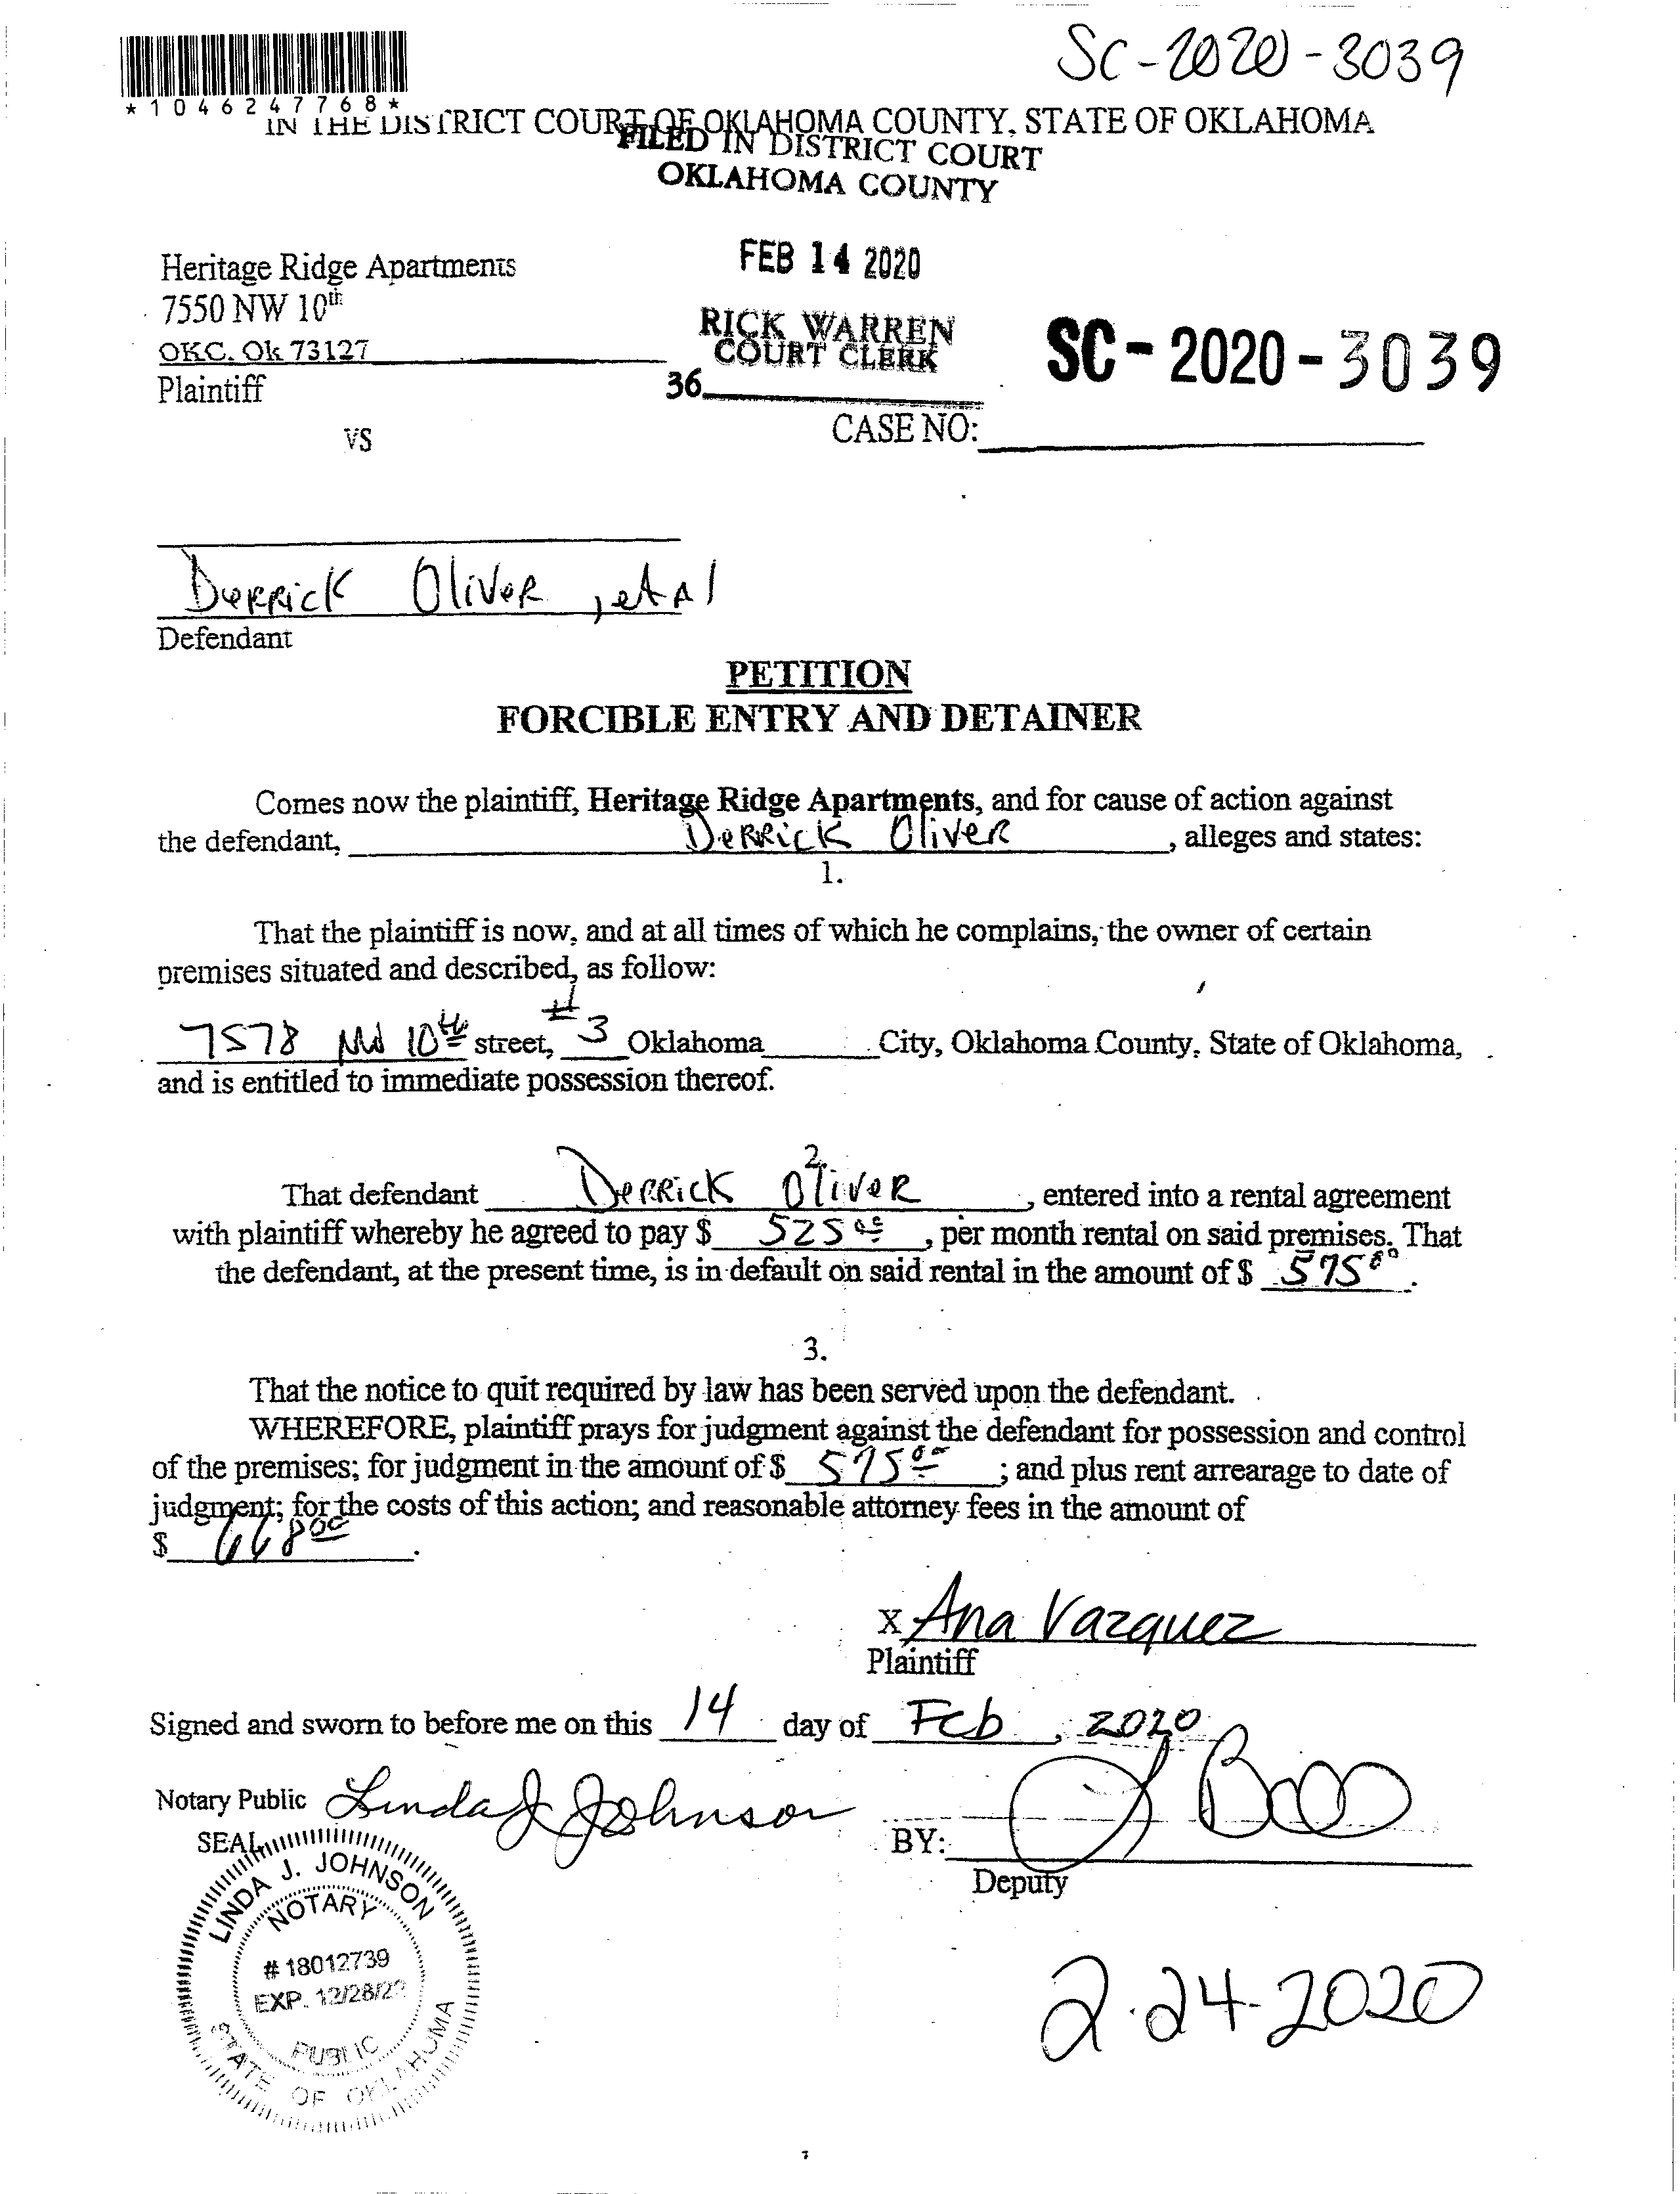 SC-2020-3039
*1046247768*
IN THE DISTRICT COURT OF OKLAHOMA COUNTY, STATE OF OKLAHOMA
FILED IN DISTRICT COURT
OKLAHOMA COUNTY
Heritage Ridge Apartments
FEB 14 2020
7550 NW 10th
RICK WARREN
OKC, Ok 73127
COURT CLERK
SC-2020-3039
Plaintiff
36
VS
CASE NO:
Derrick Oliver, et Al
Defendant
PETITION
FORCIBLE ENTRY AND DETAINER
Comes now the plaintiff, Heritage Ridge Apartments, and for cause of action against
the defendant, Derrick Oliver, alleges and states:
1.
That the plaintiff is now, and at all times of which he complains, the owner of certain
premises situated and described, as follow:
7578 NW 10th street, #3 Oklahoma City, Oklahoma County, State of Oklahoma,
and is entitled to immediate possession thereof.
2.
That defendant Derrick Oliver, entered into a rental agreement
with plaintiff whereby he agreed to pay $ 525.00, per month rental on said premises. That
the defendant, at the present time, is in default on said rental in the amount of $ 575.00.
3.
That the notice to quit required by law has been served upon the defendant.
WHEREFORE, plaintiff prays for judgment against the defendant for possession and control
of the premises; for judgment in the amount of $ 575.00; and plus rent arrearage to date of
judgment; for the costs of this action; and reasonable attorney fees in the amount of
$ 668.00.
X Ana Vazquez
Plaintiff
Signed and sworn to before me on this 14 day of Feb, 2020
Notary Public Linda J Johnson
SEAL
BY:
Deputy
LINDA J. JOHNSON
NOTARY
# 18012739
EXP. 12/28/2
PUBLIC
STATE OF OKLAHOMA
2-24-2020